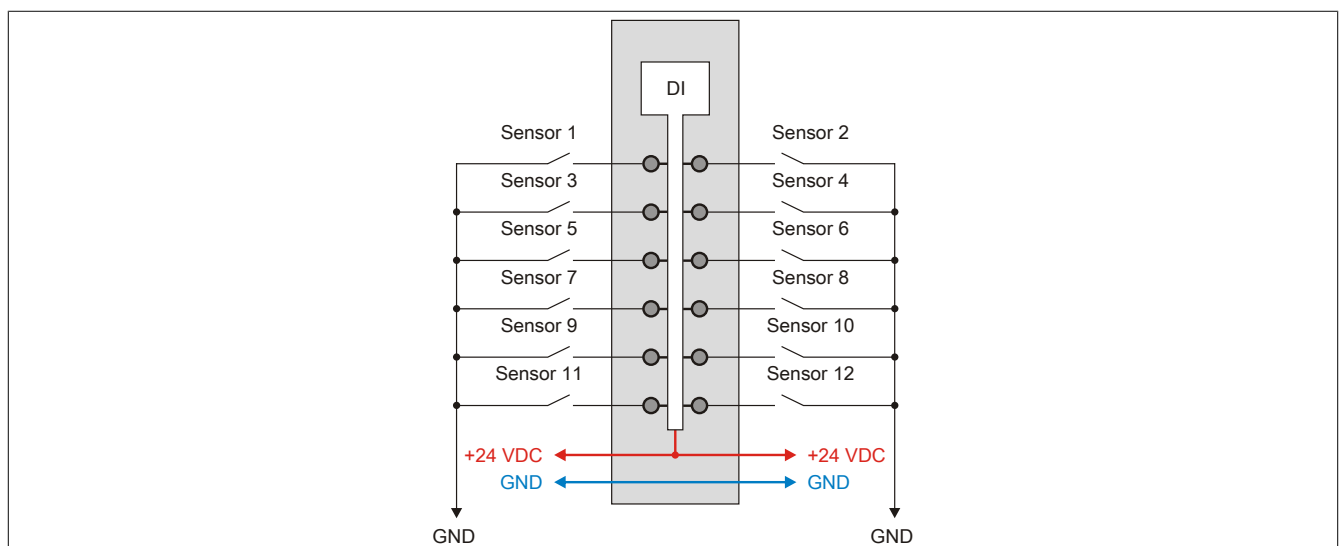 DI
Sensor 1 Sensor 2
Sensor 3 Sensor 4
Sensor 5 Sensor 6
Sensor 7 Sensor 8
Sensor 9 Sensor 10
Sensor 11 Sensor 12
+24 VDC +24 VDC
GND GND
GND GND